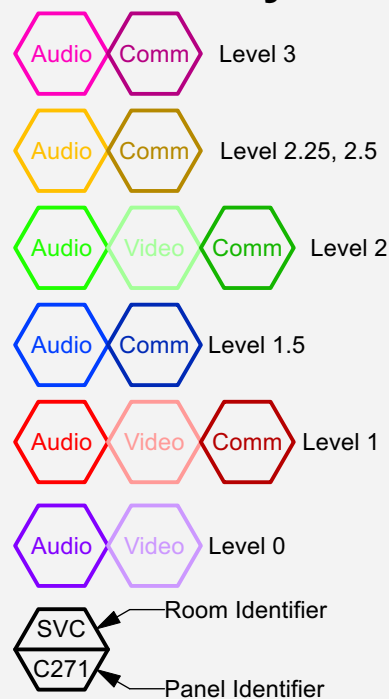 Audio Comm Level 3
Audio Comm Level 2.25, 2.5
Audio Video Comm Level 2
Audio Comm Level 1.5
Audio Video Comm Level 1
Audio Video Level 0
Room Identifier
SVC
C271
Panel Identifier